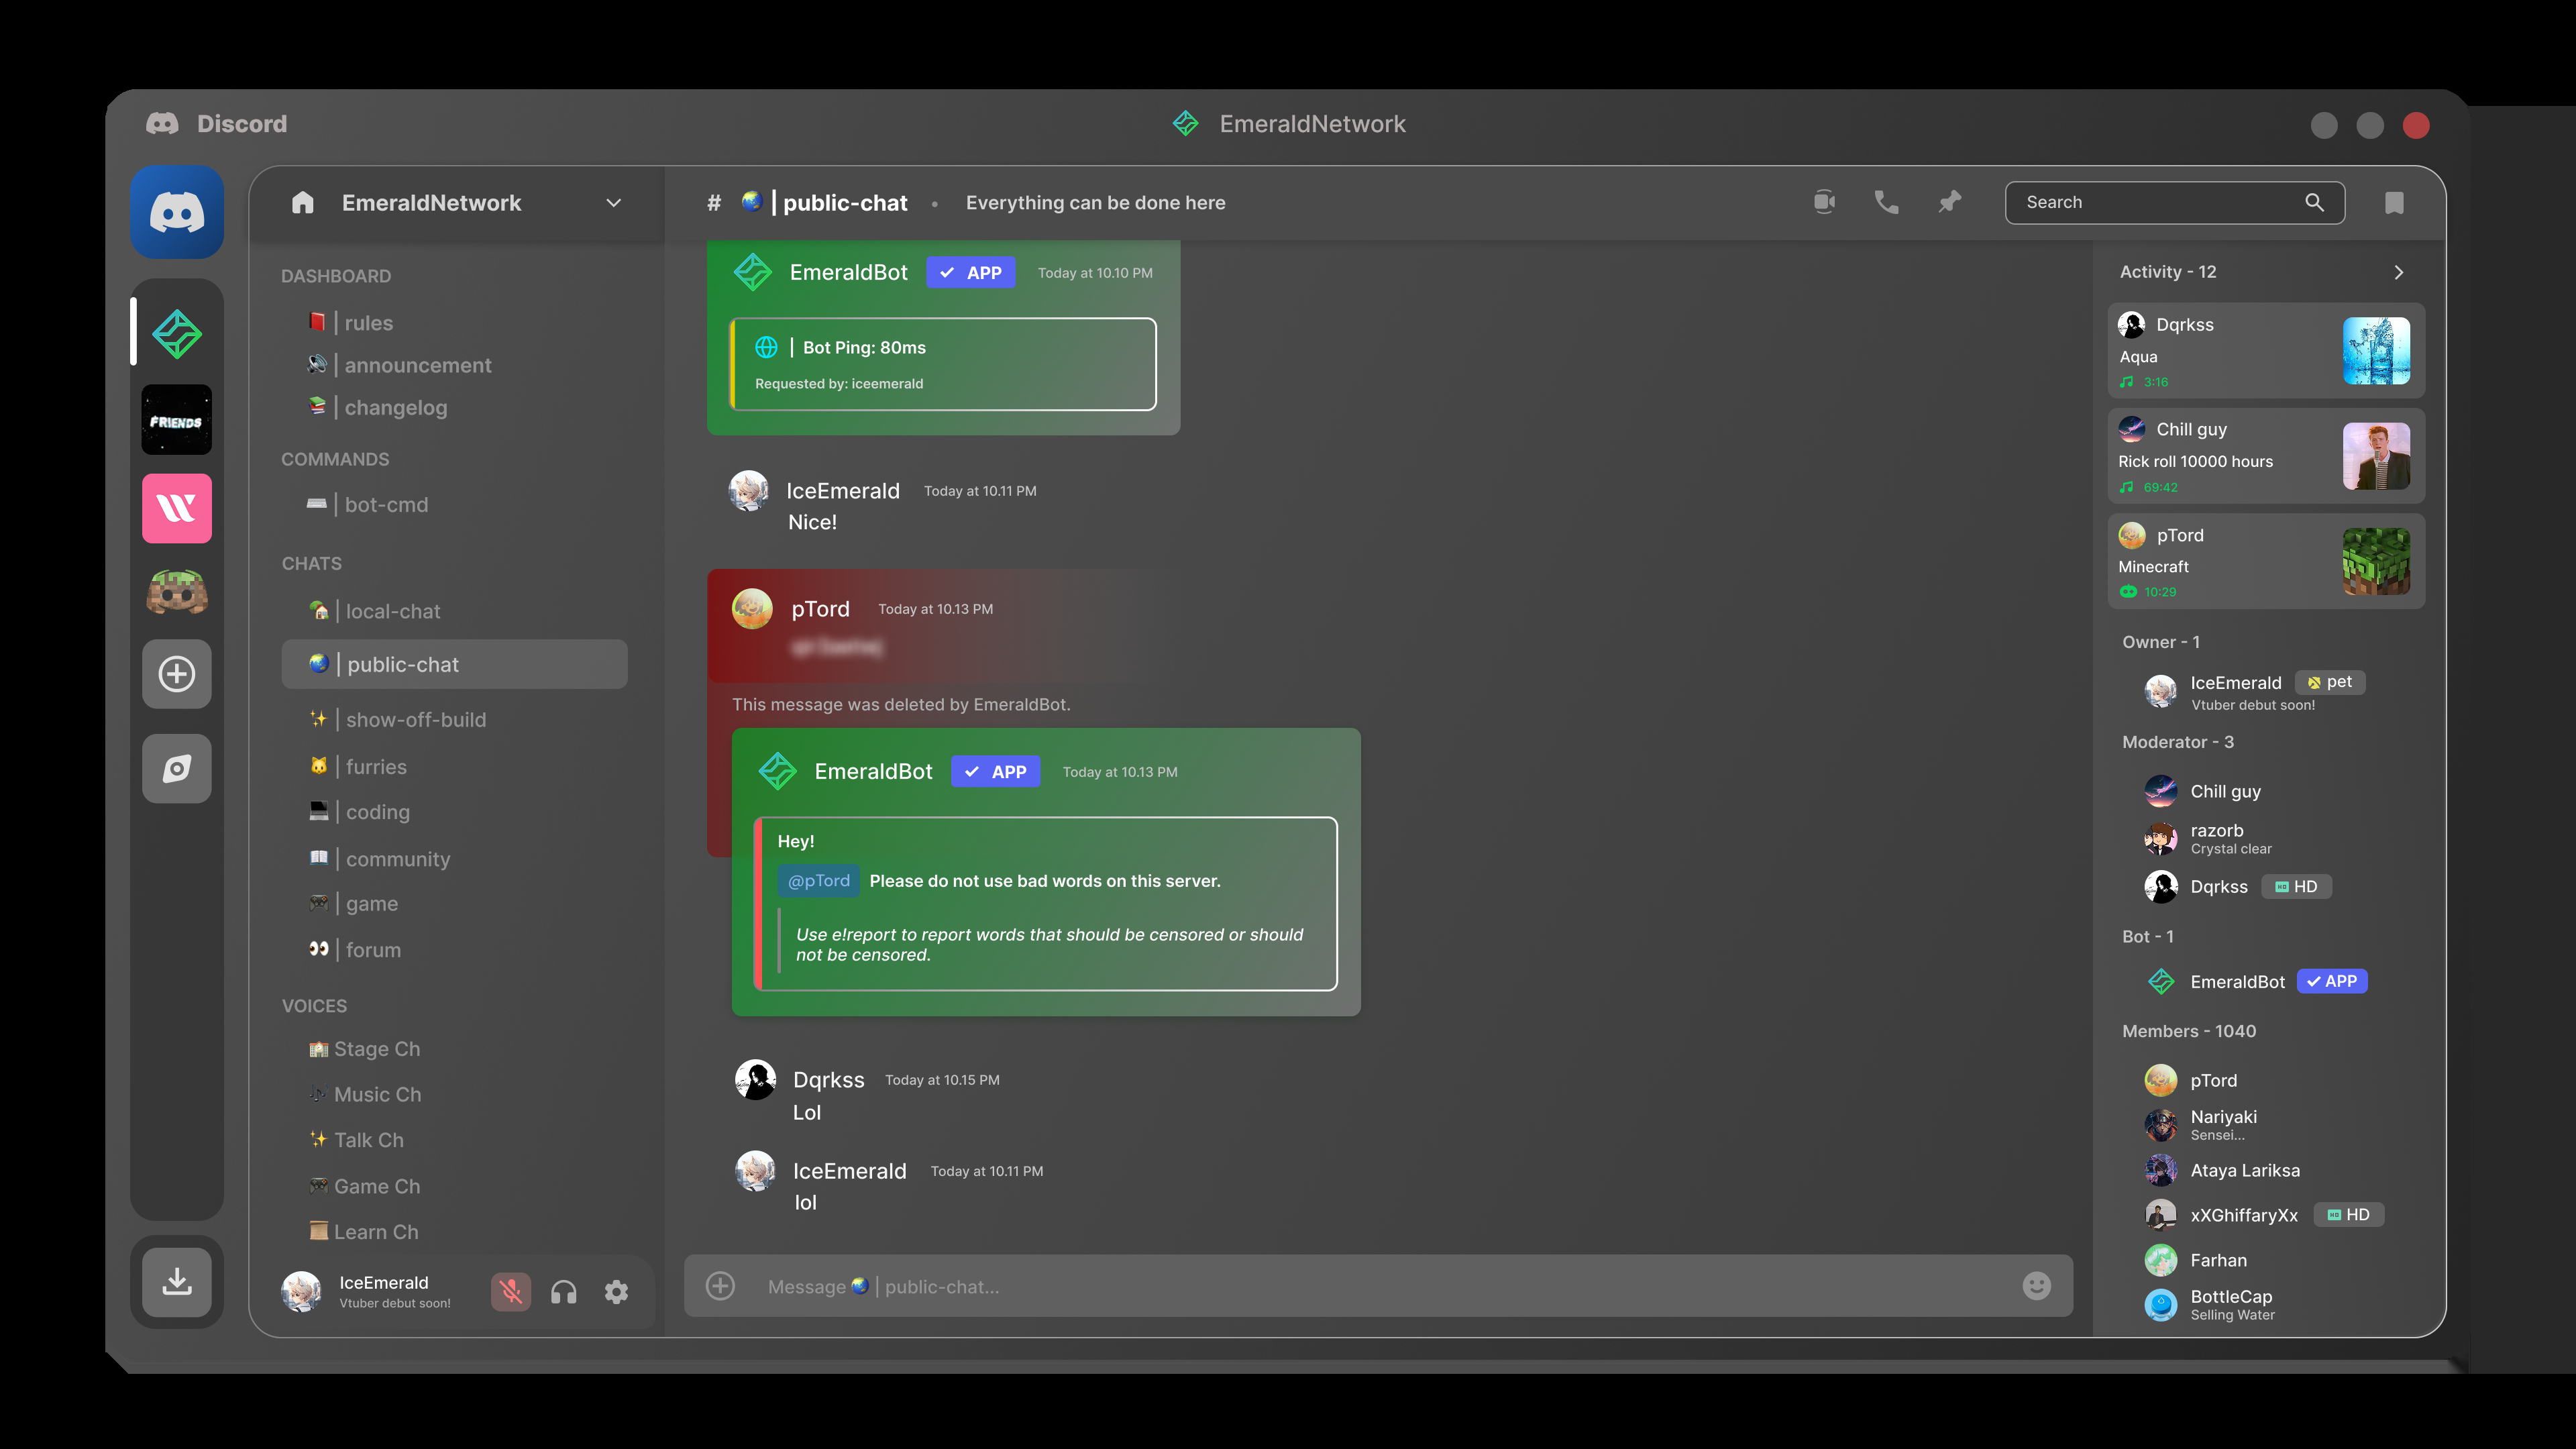 Discord
EmeraldNetwork
FRIENDS
EmeraldNetwork
DASHBOARD
| rules
| announcement
| changelog
COMMANDS
| bot-cmd
CHATS
| local-chat
| public-chat
| show-off-build
| furries
| coding
| community
| game
| forum
VOICES
Stage Ch
Music Ch
Talk Ch
Game Ch
Learn Ch
IceEmerald
Vtuber debut soon!
# | public-chat • Everything can be done here
Search
EmeraldBot ✓ APP Today at 10.10 PM
| Bot Ping: 80ms
Requested by: iceemerald
IceEmerald Today at 10.11 PM
Nice!
pTord Today at 10.13 PM
This message was deleted by EmeraldBot.
EmeraldBot ✓ APP Today at 10.13 PM
Hey!
@pTord Please do not use bad words on this server.
Use e!report to report words that should be censored or should
not be censored.
Dqrkss Today at 10.15 PM
Lol
IceEmerald Today at 10.11 PM
lol
Message | public-chat...
Activity - 12
Dqrkss
Aqua
3:16
Chill guy
Rick roll 10000 hours
69:42
pTord
Minecraft
10:29
Owner - 1
IceEmerald pet
Vtuber debut soon!
Moderator - 3
Chill guy
razorb
Crystal clear
Dqrkss HD HD
Bot - 1
EmeraldBot ✓ APP
Members - 1040
pTord
Nariyaki
Sensei...
Ataya Lariksa
xXGhiffaryXx HD HD
Farhan
BottleCap
Selling Water